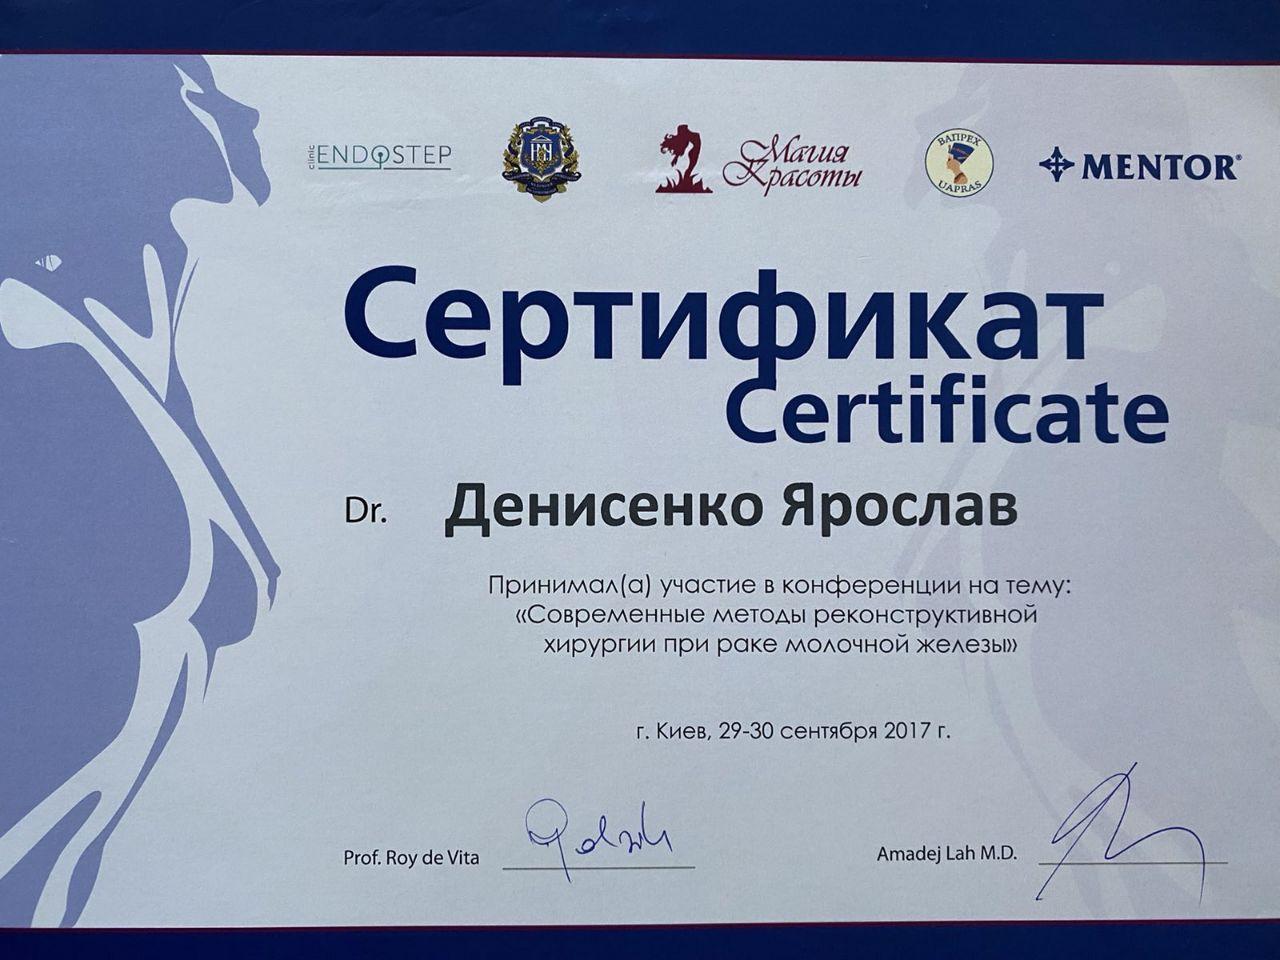 clinic ENDOSTEP
Магия
Красоты
ВАПРЕХ
UAPRAS
MENTOR®
Сертификат
Certificate
Dr. Денисенко Ярослав
Принимал(а) участие в конференции на тему:
«Современные методы реконструктивной
хирургии при раке молочной железы»
г. Киев, 29-30 сентября 2017 г.
Prof. Roy de Vita
Amadej Lah M.D.